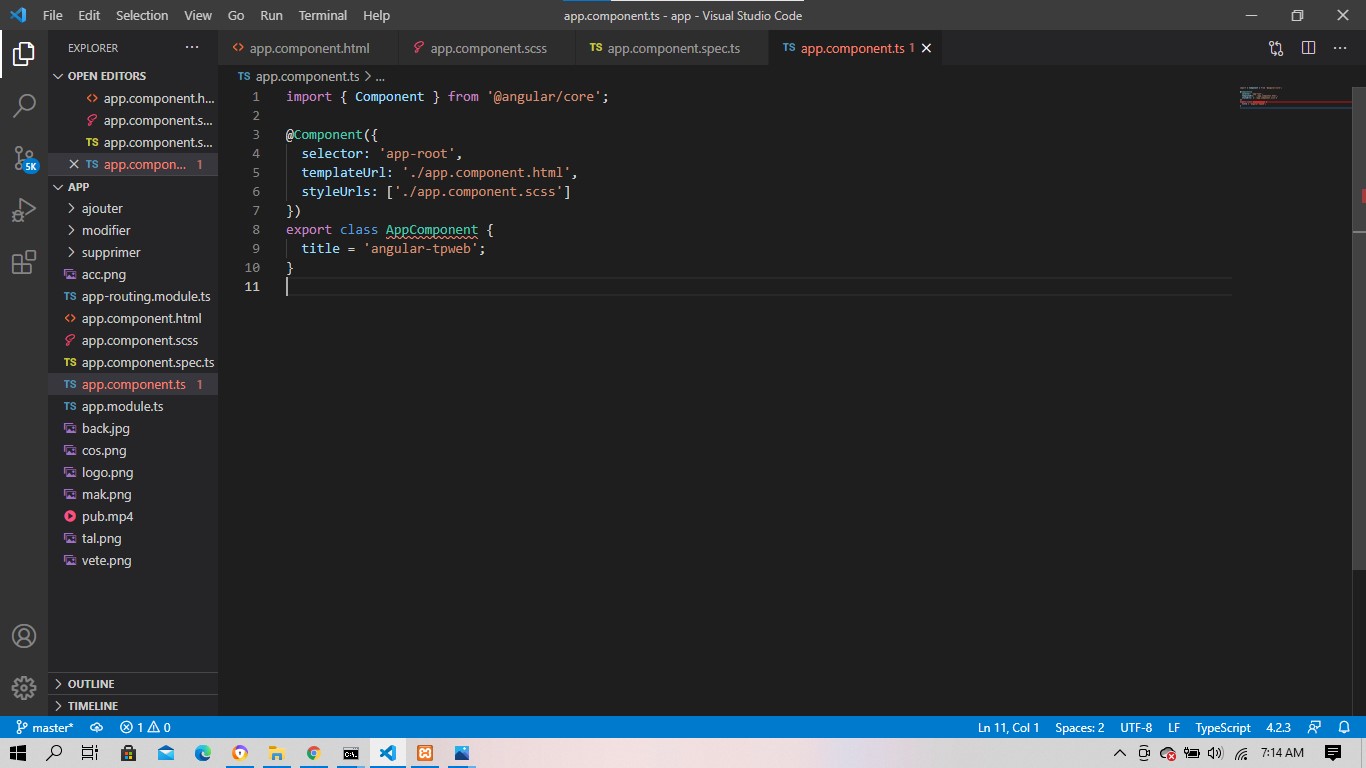 File Edit Selection View Go Run Terminal Help
app.component.ts - app - Visual Studio Code
EXPLORER
OPEN EDITORS
app.component.h...
app.component.s...
TS app.component.s...
TS app.compon... 1
APP
ajouter
modifier
supprimer
acc.png
TS app-routing.module.ts
app.component.html
app.component.scss
TS app.component.spec.ts
TS app.component.ts 1
TS app.module.ts
back.jpg
cos.png
logo.png
mak.png
pub.mp4
tal.png
vete.png
OUTLINE
TIMELINE
5K
app.component.html
app.component.scss
TS app.component.spec.ts
TS app.component.ts 1
TS app.component.ts > ...
1 import { Component } from '@angular/core';
2
3 @Component({
4 selector: 'app-root',
5 templateUrl: './app.component.html',
6 styleUrls: ['./app.component.scss']
7 })
8 export class AppComponent {
9 title = 'angular-tpweb';
10 }
11
master* 1 0
Ln 11, Col 1 Spaces: 2 UTF-8 LF TypeScript 4.2.3
7:14 AM